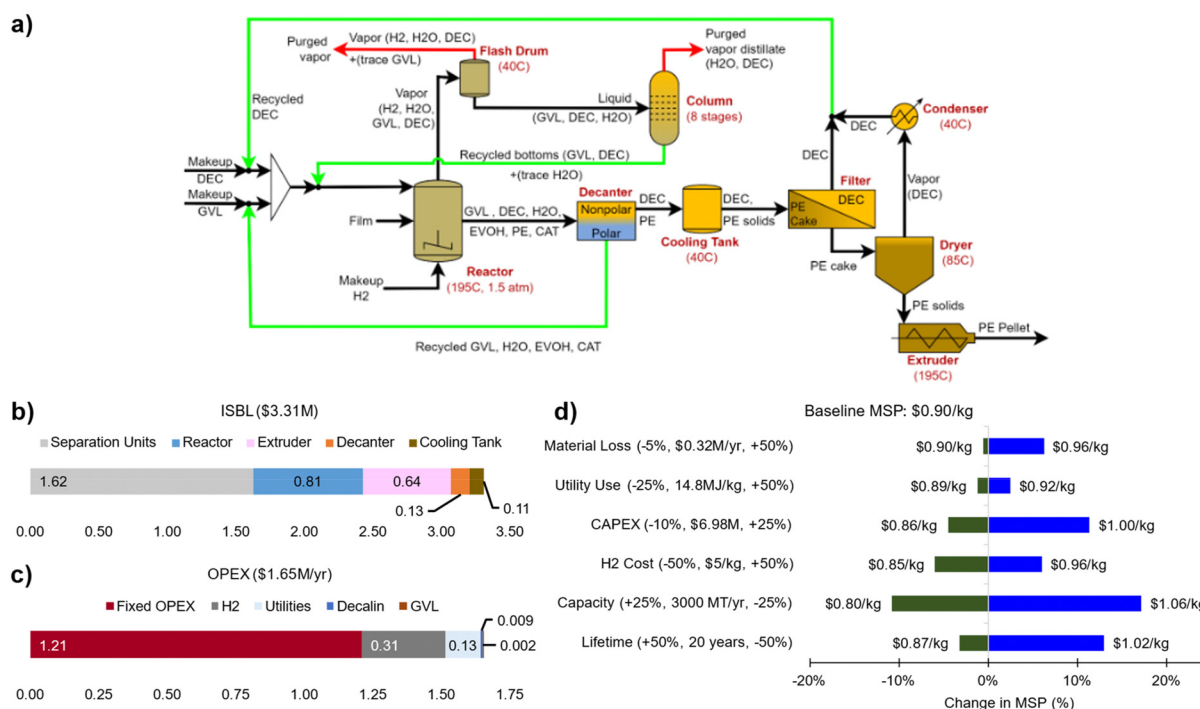 a)
Purged
vapor
Vapor (H2, H2O, DEC)
+(trace GVL)
Flash Drum
(40C)
Purged
vapor distillate
(H2O, DEC)
Recycled
DEC
Vapor
(H2, H2O,
GVL, DEC)
Liquid
(GVL, DEC, H2O)
Column
(8 stages)
Condenser
(40C)
DEC
Makeup
DEC
Makeup
GVL
Recycled bottoms (GVL, DEC)
+(trace H2O)
DEC
Vapor
(DEC)
Film
GVL , DEC, H2O,
EVOH, PE, CAT
Decanter
Nonpolar
Polar
DEC
PE
Cooling Tank
(40C)
DEC,
PE solids
Filter
DEC
PE
Cake
Dryer
(85C)
PE cake
Makeup
H2
Reactor
(195C, 1.5 atm)
PE solids
PE Pellet
Extruder
(195C)
Recycled GVL, H2O, EVOH, CAT
b)
ISBL ($3.31M)
Separation Units Reactor Extruder Decanter Cooling Tank
1.62 0.81 0.64
0.13 0.11
0.00 0.50 1.00 1.50 2.00 2.50 3.00 3.50
c)
OPEX ($1.65M/yr)
Fixed OPEX H2 Utilities Decalin GVL
0.009
1.21 0.31 0.13 0.002
0.00 0.25 0.50 0.75 1.00 1.25 1.50 1.75
d)
Baseline MSP: $0.90/kg
Material Loss (-5%, $0.32M/yr, +50%) $0.90/kg $0.96/kg
Utility Use (-25%, 14.8MJ/kg, +50%) $0.89/kg $0.92/kg
CAPEX (-10%, $6.98M, +25%) $0.86/kg $1.00/kg
H2 Cost (-50%, $5/kg, +50%) $0.85/kg $0.96/kg
Capacity (+25%, 3000 MT/yr, -25%) $0.80/kg $1.06/kg
Lifetime (+50%, 20 years, -50%) $0.87/kg $1.02/kg
-20% -10% 0% 10% 20%
Change in MSP (%)